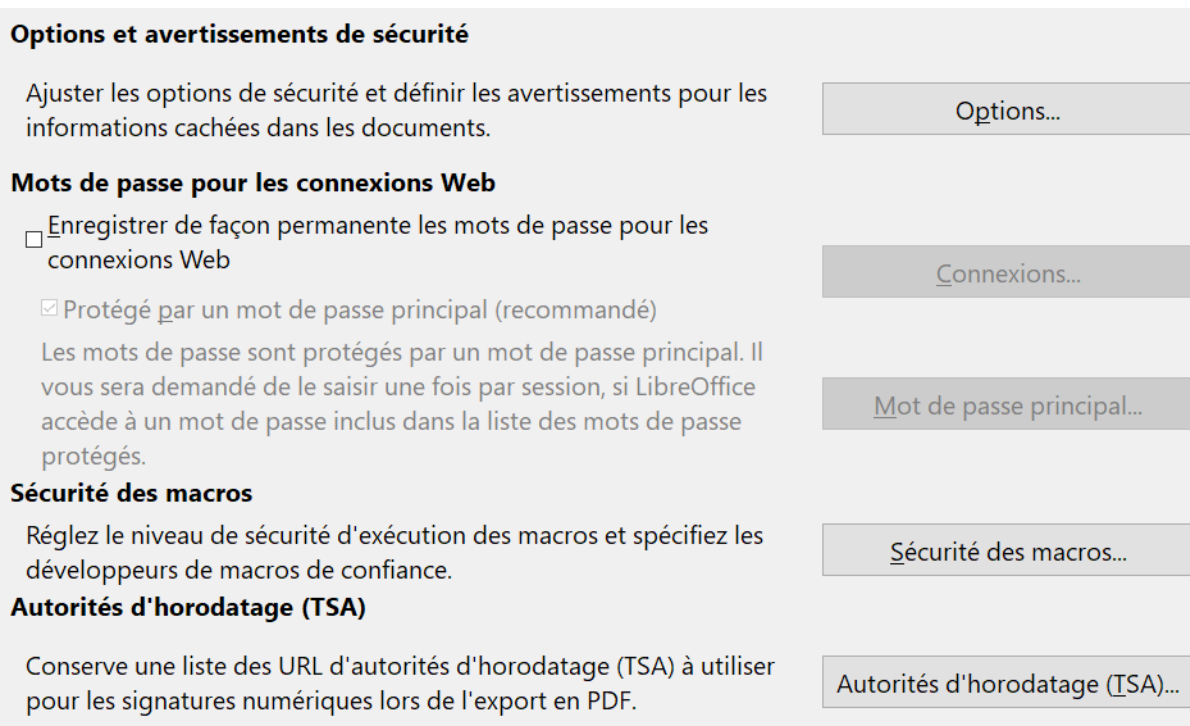 Options et avertissements de sécurité
Ajuster les options de sécurité et définir les avertissements pour les
informations cachées dans les documents.
Options...
Mots de passe pour les connexions Web
Enregistrer de façon permanente les mots de passe pour les
connexions Web
Connexions...
Protégé par un mot de passe principal (recommandé)
Les mots de passe sont protégés par un mot de passe principal. Il
vous sera demandé de le saisir une fois par session, si LibreOffice
accède à un mot de passe inclus dans la liste des mots de passe
protégés.
Mot de passe principal...
Sécurité des macros
Réglez le niveau de sécurité d'exécution des macros et spécifiez les
développeurs de macros de confiance.
Sécurité des macros...
Autorités d'horodatage (TSA)
Conserve une liste des URL d'autorités d'horodatage (TSA) à utiliser
pour les signatures numériques lors de l'export en PDF.
Autorités d'horodatage (TSA)...